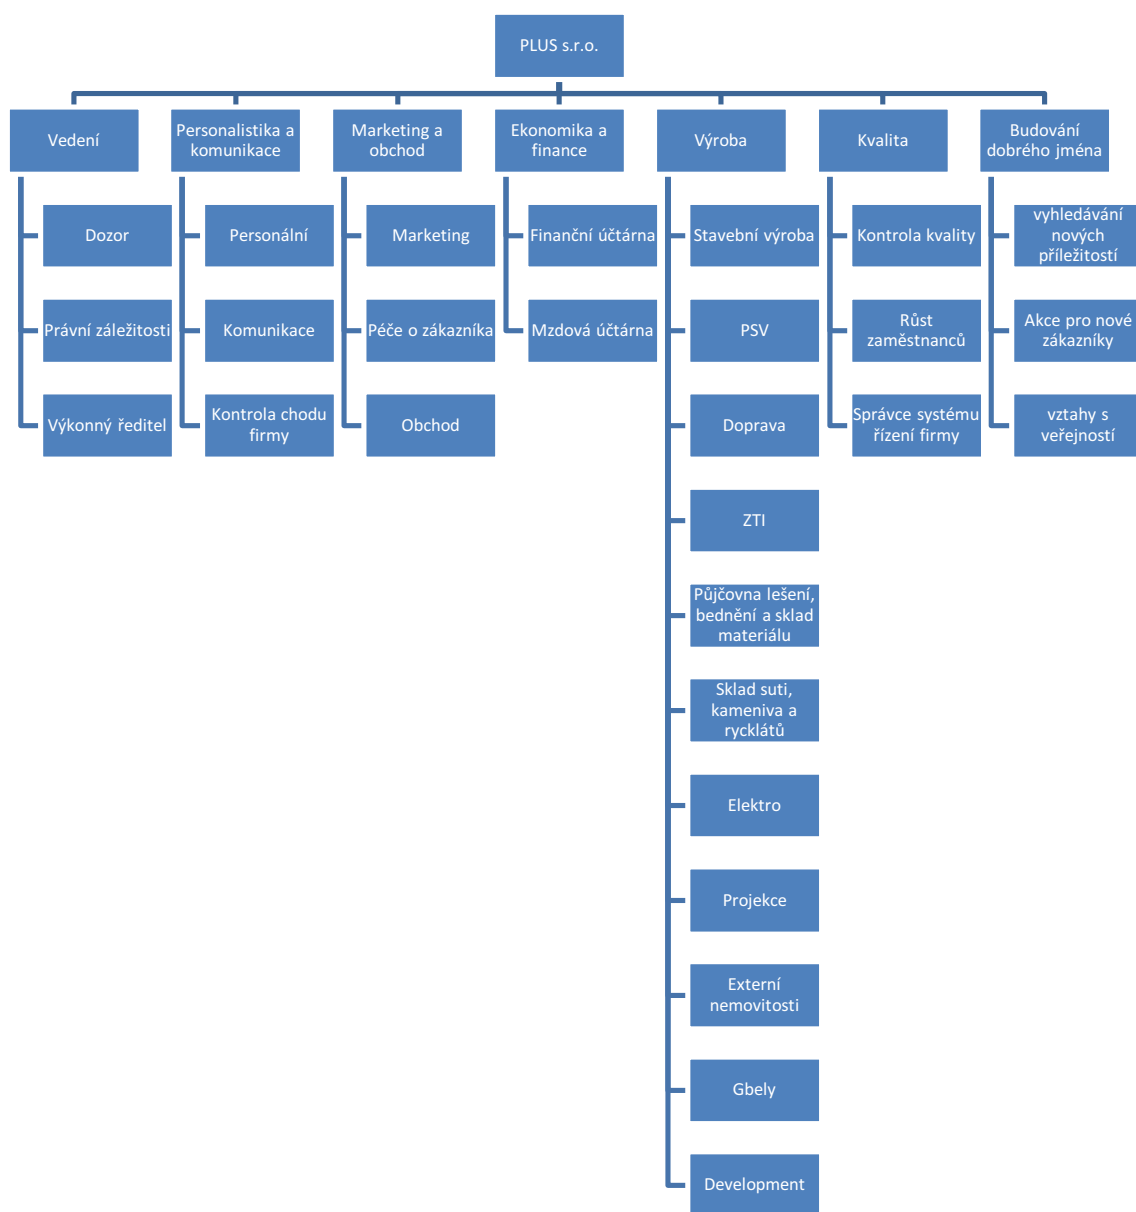 PLUS s.r.o.
Vedení
Personalistika a
komunikace
Marketing a
obchod
Ekonomika a
finance
Výroba
Kvalita
Budování
dobrého jména
Dozor
Právní záležitosti
Výkonný ředitel
Personální
Komunikace
Kontrola chodu
firmy
Marketing
Péče o zákazníka
Obchod
Finanční účtárna
Mzdová účtárna
Stavební výroba
PSV
Doprava
ZTI
Půjčovna lešení,
bednění a sklad
materiálu
Sklad suti,
kameniva a
rycklátů
Elektro
Projekce
Externí
nemovitosti
Gbely
Development
Kontrola kvality
Růst
zaměstnanců
Správce systému
řízení firmy
vyhledávání
nových
příležitostí
Akce pro nové
zákazníky
vztahy s
veřejností